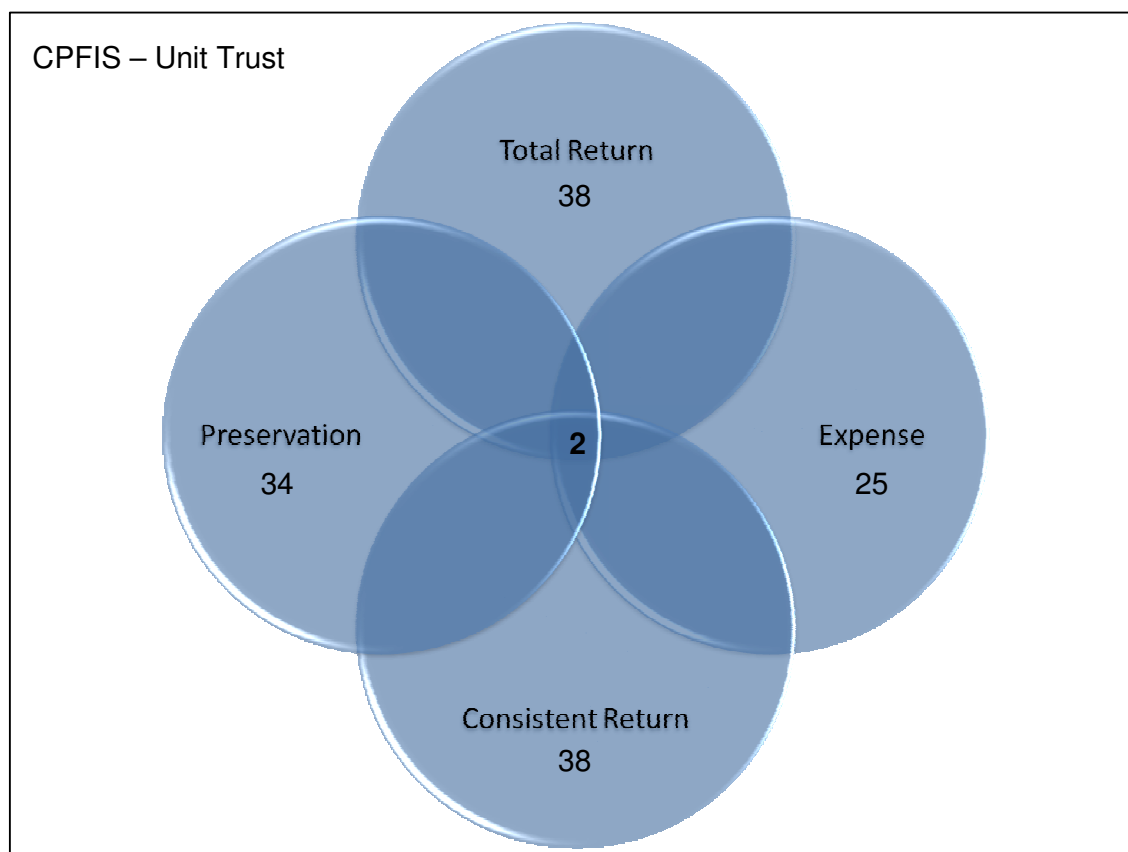 CPFIS – Unit Trust
Total Return
38
Preservation
34
2
Expense
25
Consistent Return
38